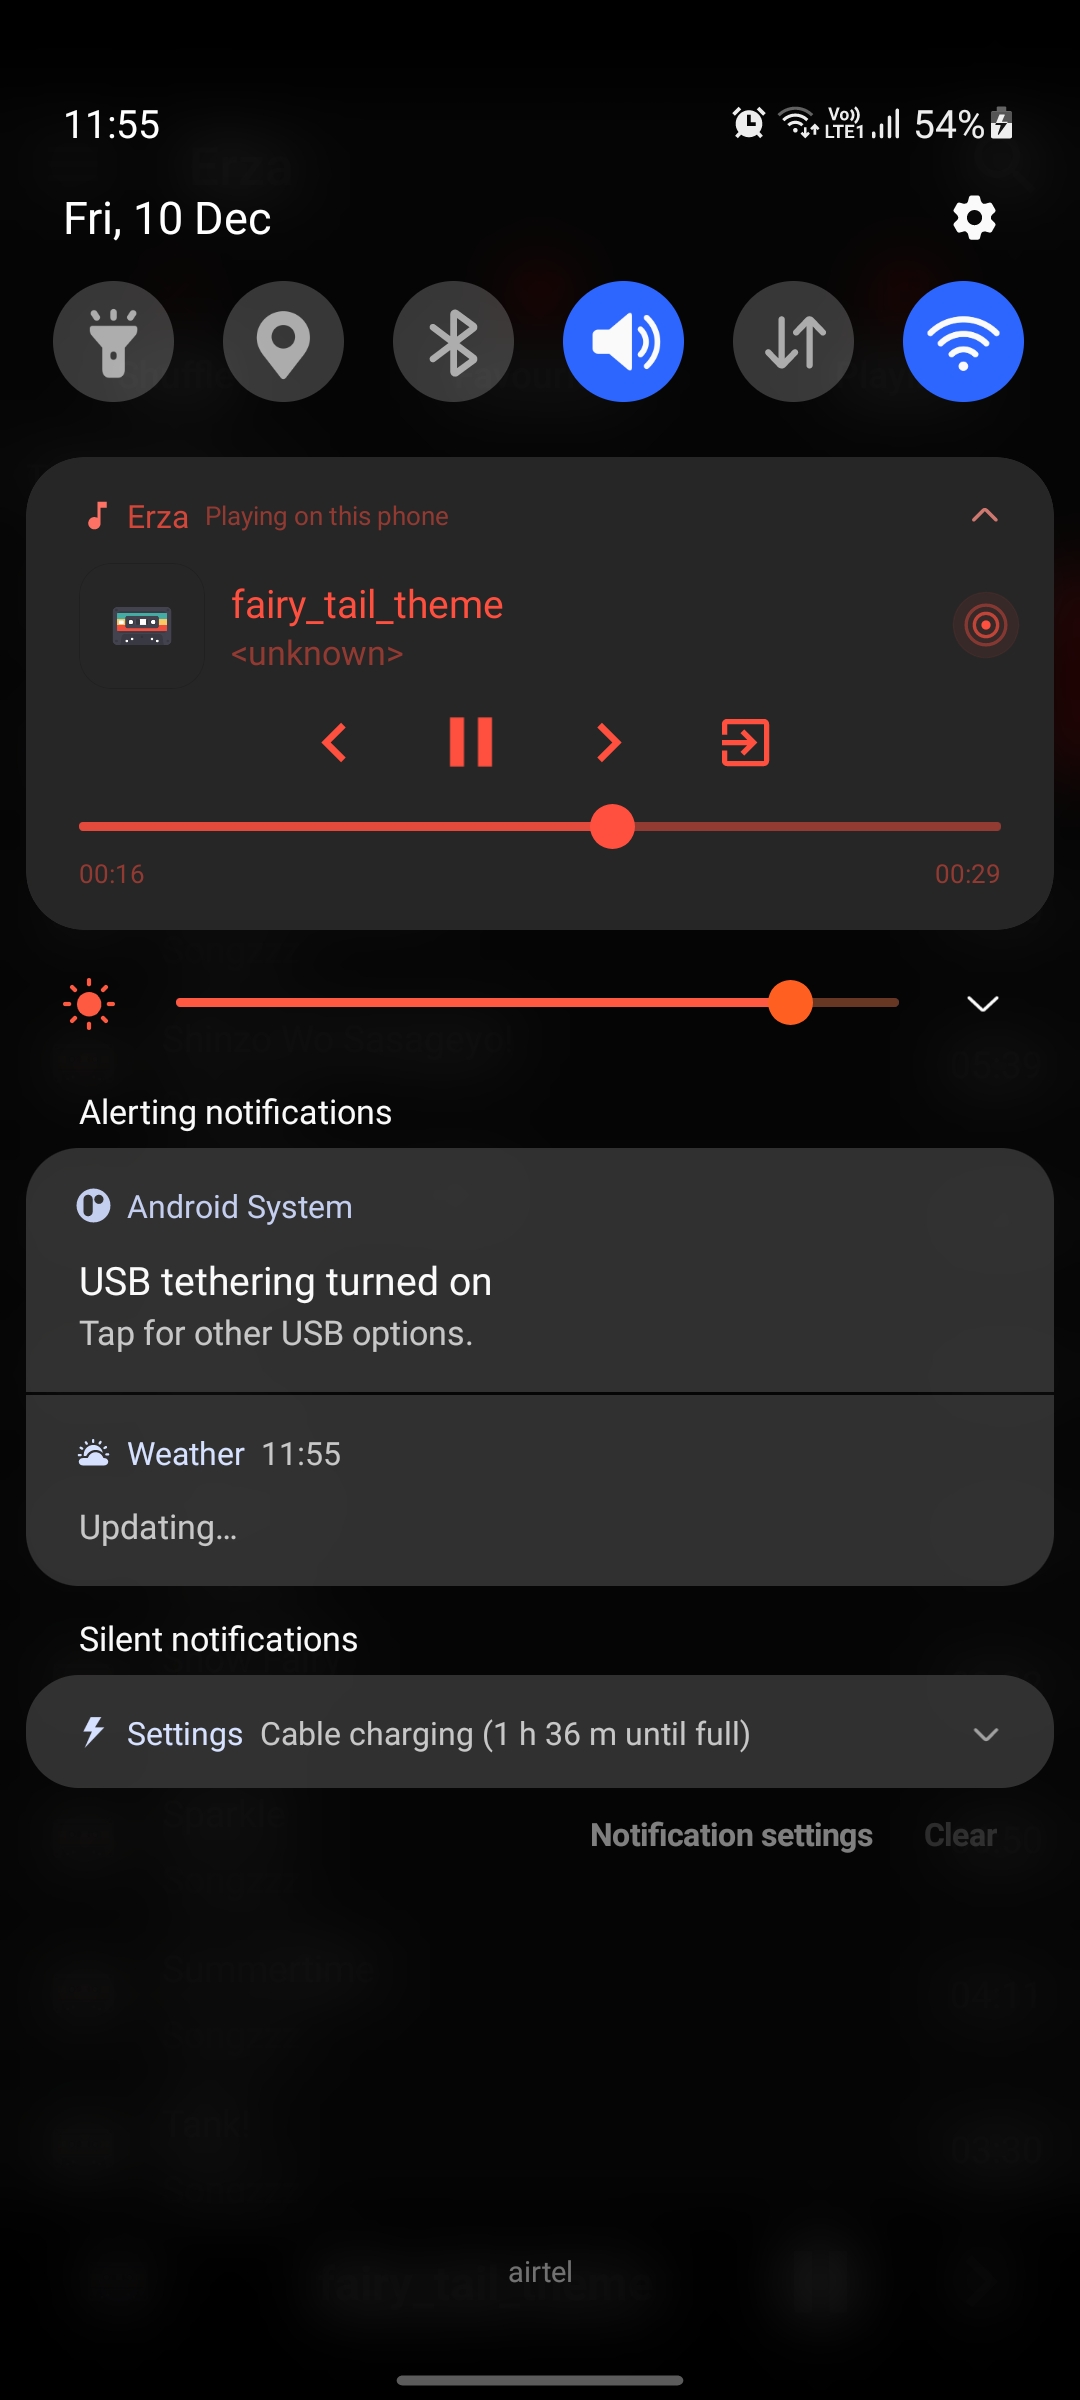 11:55
Vo))
LTE1
54%
Fri, 10 Dec
Erza Playing on this phone
fairy_tail_theme
<unknown>
00:16
00:29
Alerting notifications
Android System
USB tethering turned on
Tap for other USB options.
Weather 11:55
Updating...
Silent notifications
Settings Cable charging (1 h 36 m until full)
Notification settings
Clear
airtel